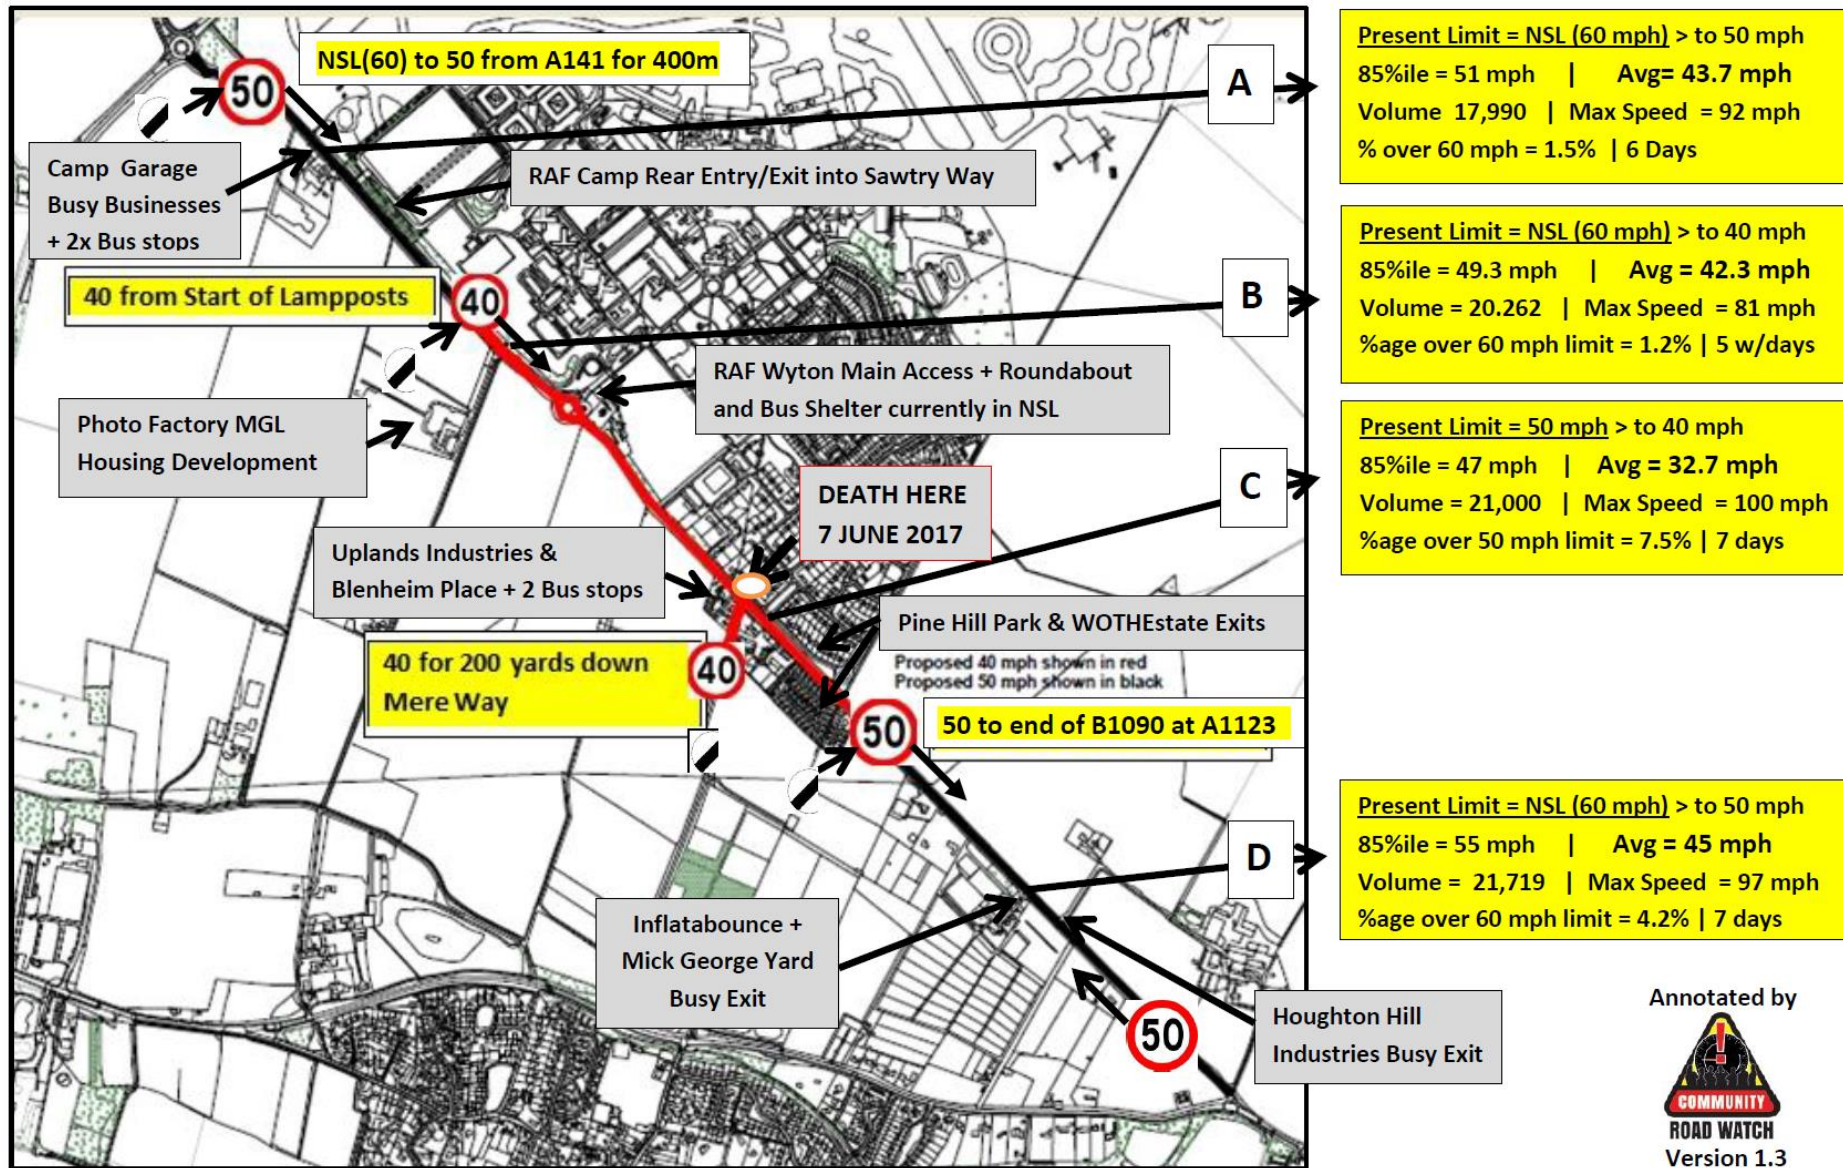 NSL(60) to 50 from A141 for 400m
50
A
Present Limit = NSL (60 mph) > to 50 mph
85%ile = 51 mph | Avg= 43.7 mph
Volume 17,990 | Max Speed = 92 mph
% over 60 mph = 1.5% | 6 Days
Camp Garage
Busy Businesses
+ 2x Bus stops
RAF Camp Rear Entry/Exit into Sawtry Way
40 from Start of Lampposts
40
B
Present Limit = NSL (60 mph) > to 40 mph
85%ile = 49.3 mph | Avg = 42.3 mph
Volume = 20.262 | Max Speed = 81 mph
%age over 60 mph limit = 1.2% | 5 w/days
RAF Wyton Main Access + Roundabout
and Bus Shelter currently in NSL
Photo Factory MGL
Housing Development
C
Present Limit = 50 mph > to 40 mph
85%ile = 47 mph | Avg = 32.7 mph
Volume = 21,000 | Max Speed = 100 mph
%age over 50 mph limit = 7.5% | 7 days
DEATH HERE
7 JUNE 2017
Uplands Industries &
Blenheim Place + 2 Bus stops
Pine Hill Park & WOTHEstate Exits
40 for 200 yards down
Mere Way
40
Proposed 40 mph shown in red
Proposed 50 mph shown in black
50
50 to end of B1090 at A1123
D
Present Limit = NSL (60 mph) > to 50 mph
85%ile = 55 mph | Avg = 45 mph
Volume = 21,719 | Max Speed = 97 mph
%age over 60 mph limit = 4.2% | 7 days
Inflatabounce +
Mick George Yard
Busy Exit
50
Houghton Hill
Industries Busy Exit
Annotated by
COMMUNITY
ROAD WATCH
Version 1.3